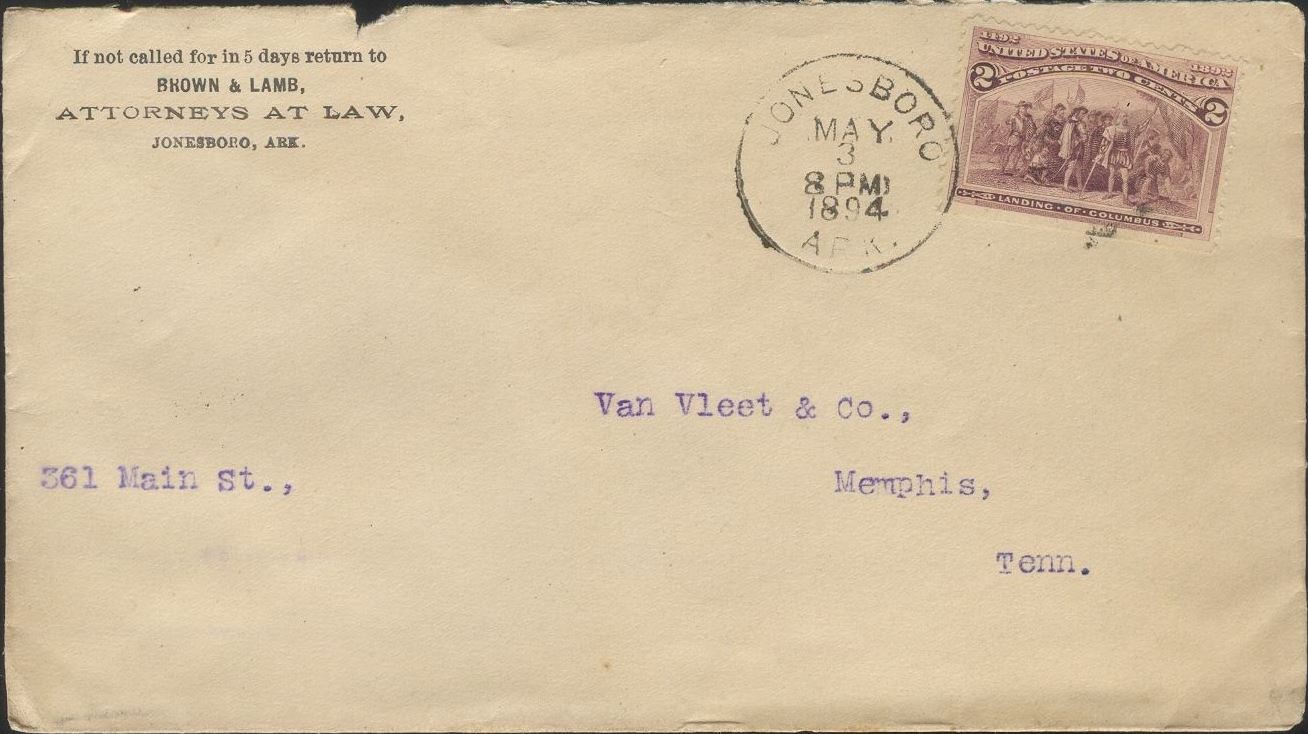 If not called for in 5 days return to
BROWN & LAMB,
ATTORNEYS AT LAW,
JONESBORO, ARK.
JONESBORO
MAY
3
8 PM
1894
ARK.
1492 1892
UNITED STATES OF AMERICA
2 POSTAGE TWO CENTS 2
LANDING · OF · COLUMBUS
Van Vleet & Co.,
361 Main St.,
Memphis,
Tenn.